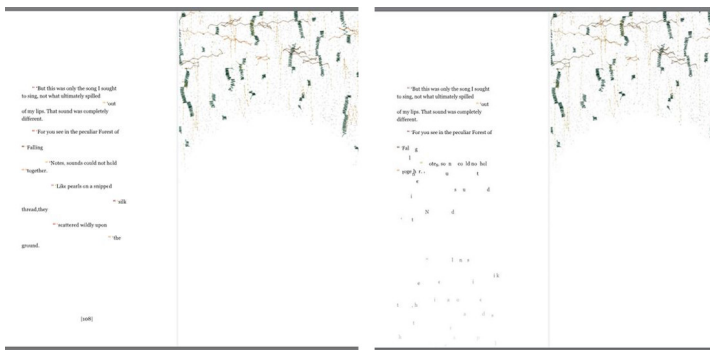 “ ‘But this was only the song I sought
to sing, not what ultimately spilled
“ ‘out
of my lips. That sound was completely
different.
“ ‘For you see in the peculiar Forest of
“ Falling
“ ‘Notes, sounds could not hold
“ ‘together.
“ ‘Like pearls on a snipped
“ silk
thread,they
“ ‘scattered wildly upon
“ ‘the
ground.
[108]
“ ‘But this was only the song I sought
to sing, not what ultimately spilled
“ ‘out
of my lips. That sound was completely
different.
“ ‘For you see in the peculiar Forest of
“ Fal g